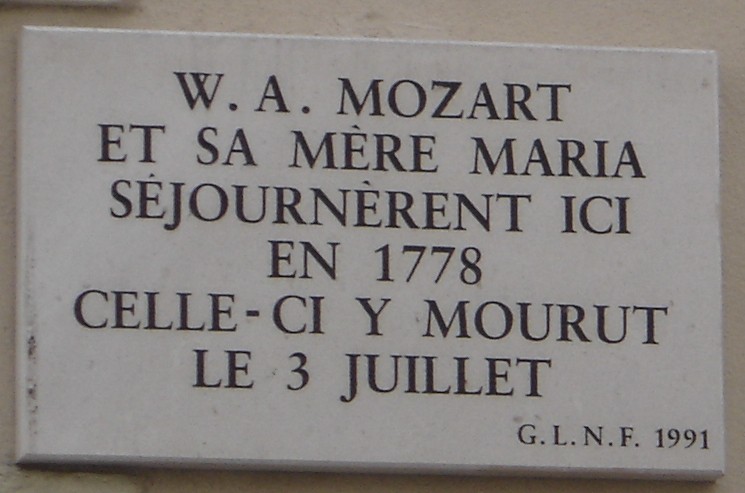 W. A. MOZART
ET SA MÈRE MARIA
SÉJOURNÈRENT ICI
EN 1778
CELLE-CI Y MOURUT
LE 3 JUILLET
G.L.N.F. 1991